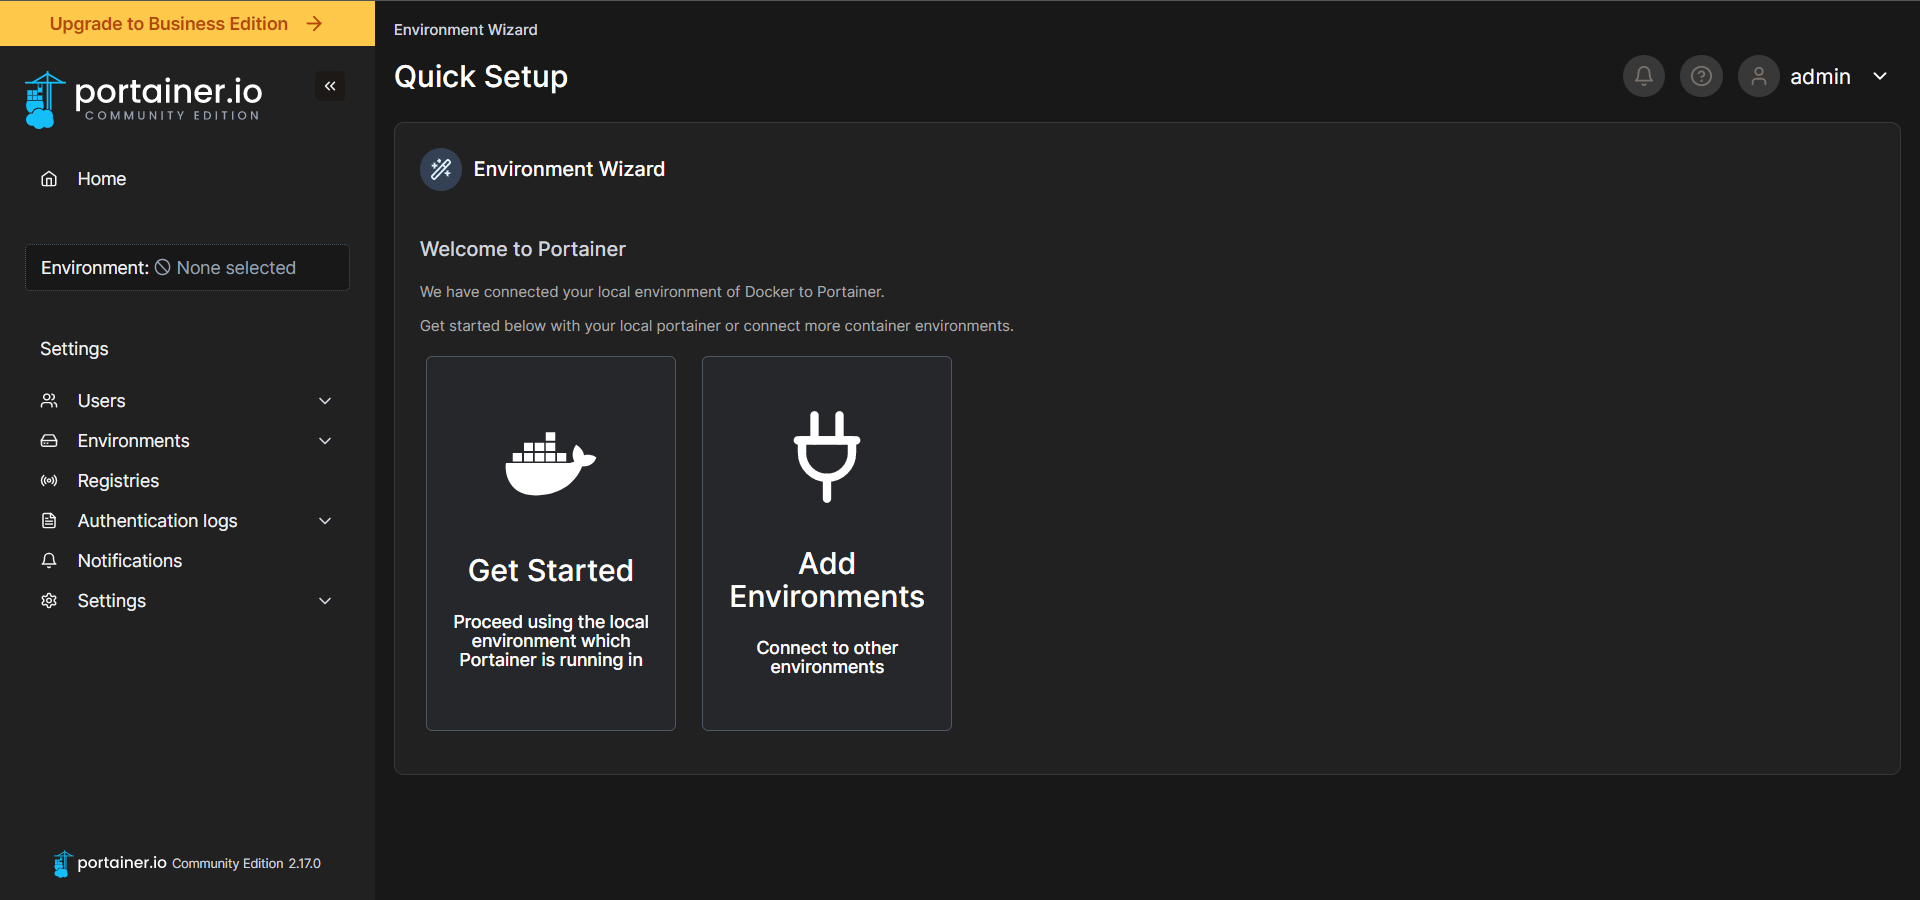 Upgrade to Business Edition
portainer.io
COMMUNITY EDITION
Home
Environment: None selected
Settings
Users
Environments
Registries
Authentication logs
Notifications
Settings
portainer.io Community Edition 2.17.0
Environment Wizard
Quick Setup
admin
Environment Wizard
Welcome to Portainer
We have connected your local environment of Docker to Portainer.
Get started below with your local portainer or connect more container environments.
Get Started
Proceed using the local
environment which
Portainer is running in
Add
Environments
Connect to other
environments